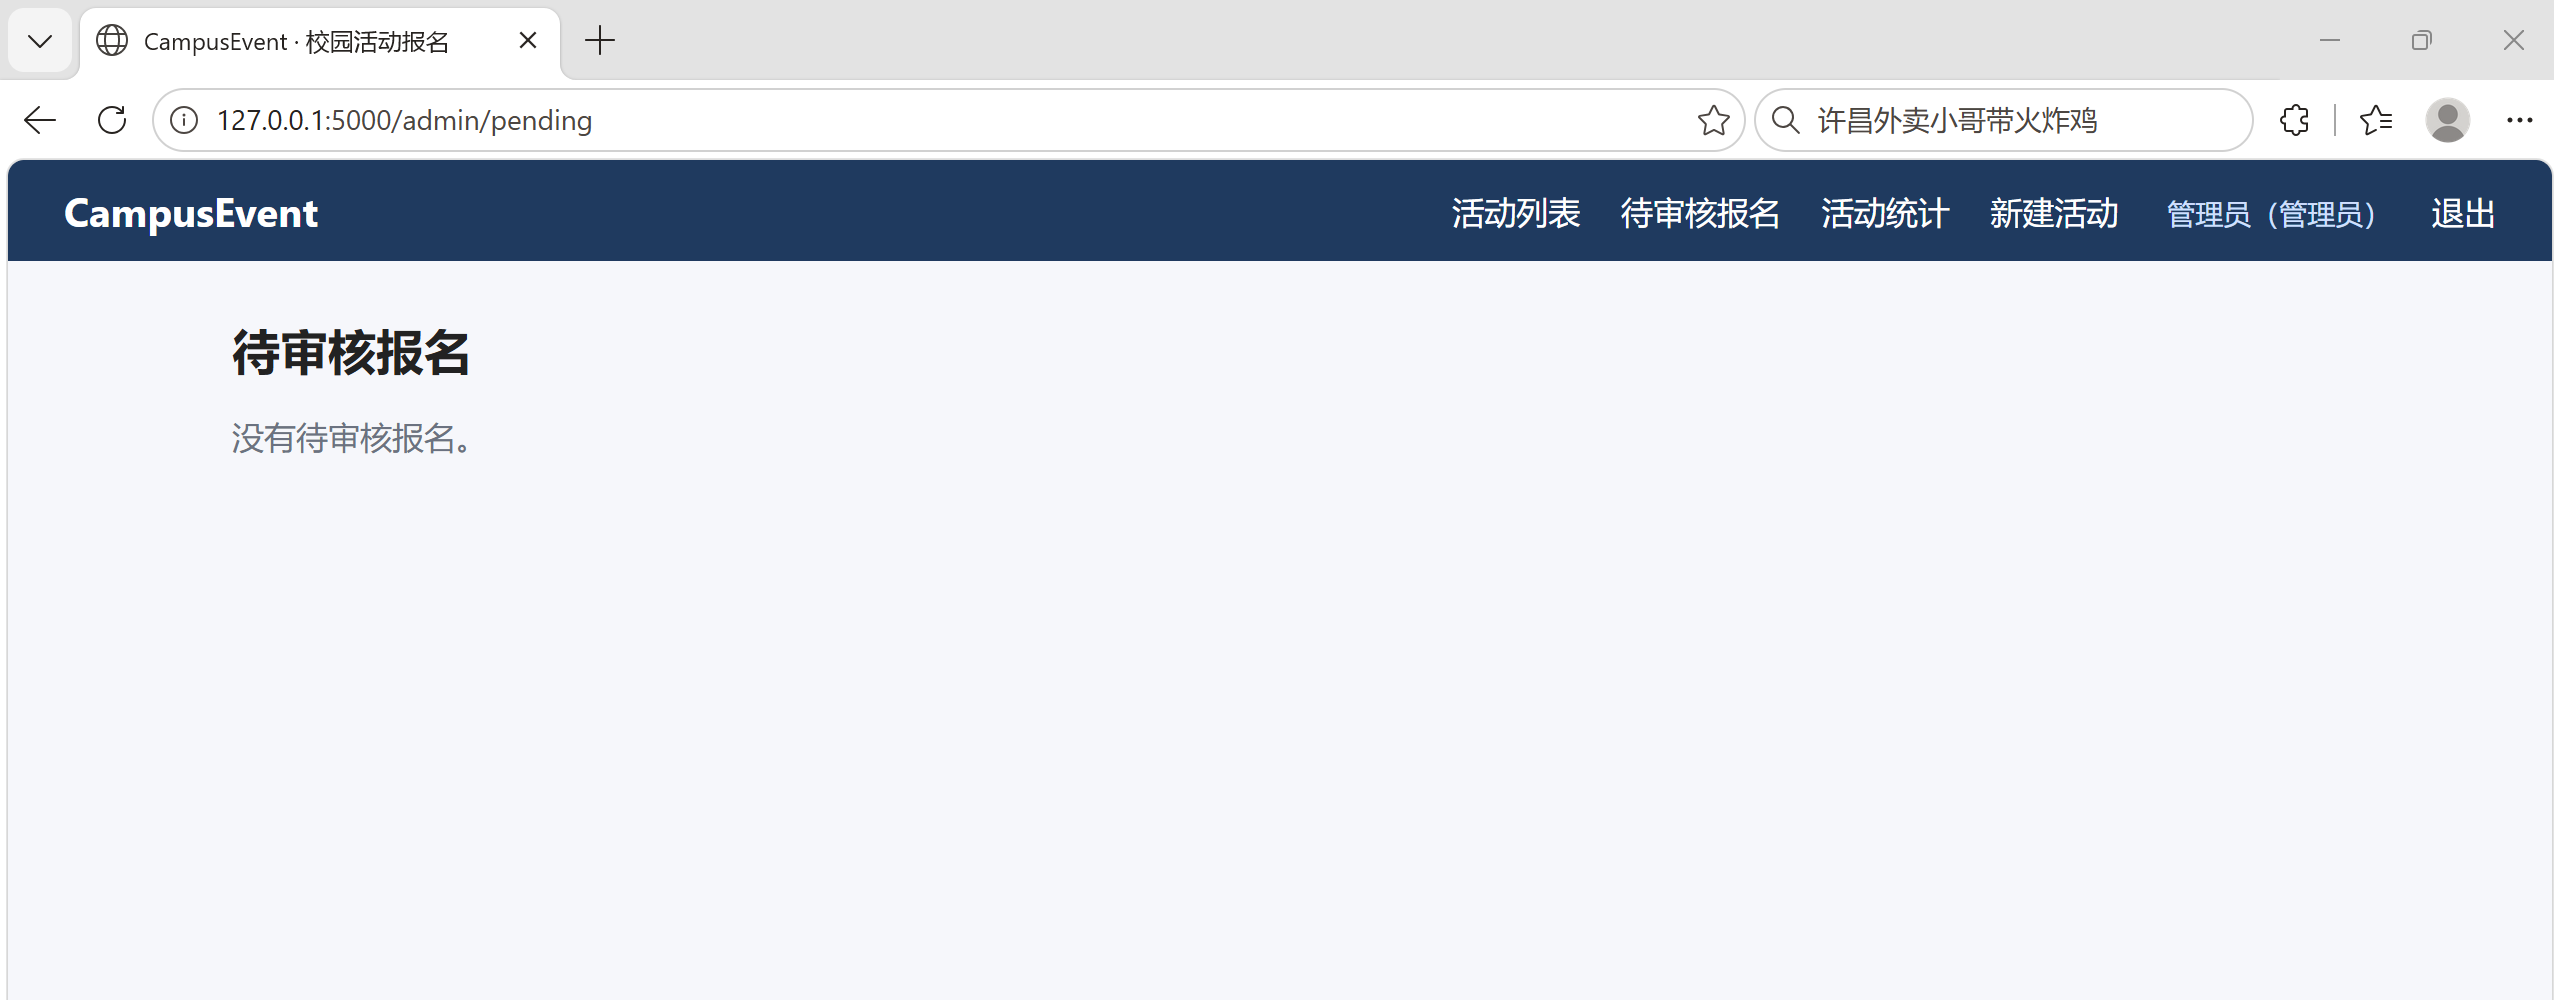 CampusEvent · 校园活动报名
127.0.0.1:5000/admin/pending
许昌外卖小哥带火炸鸡
CampusEvent 活动列表 待审核报名 活动统计 新建活动 管理员（管理员） 退出
待审核报名
没有待审核报名。